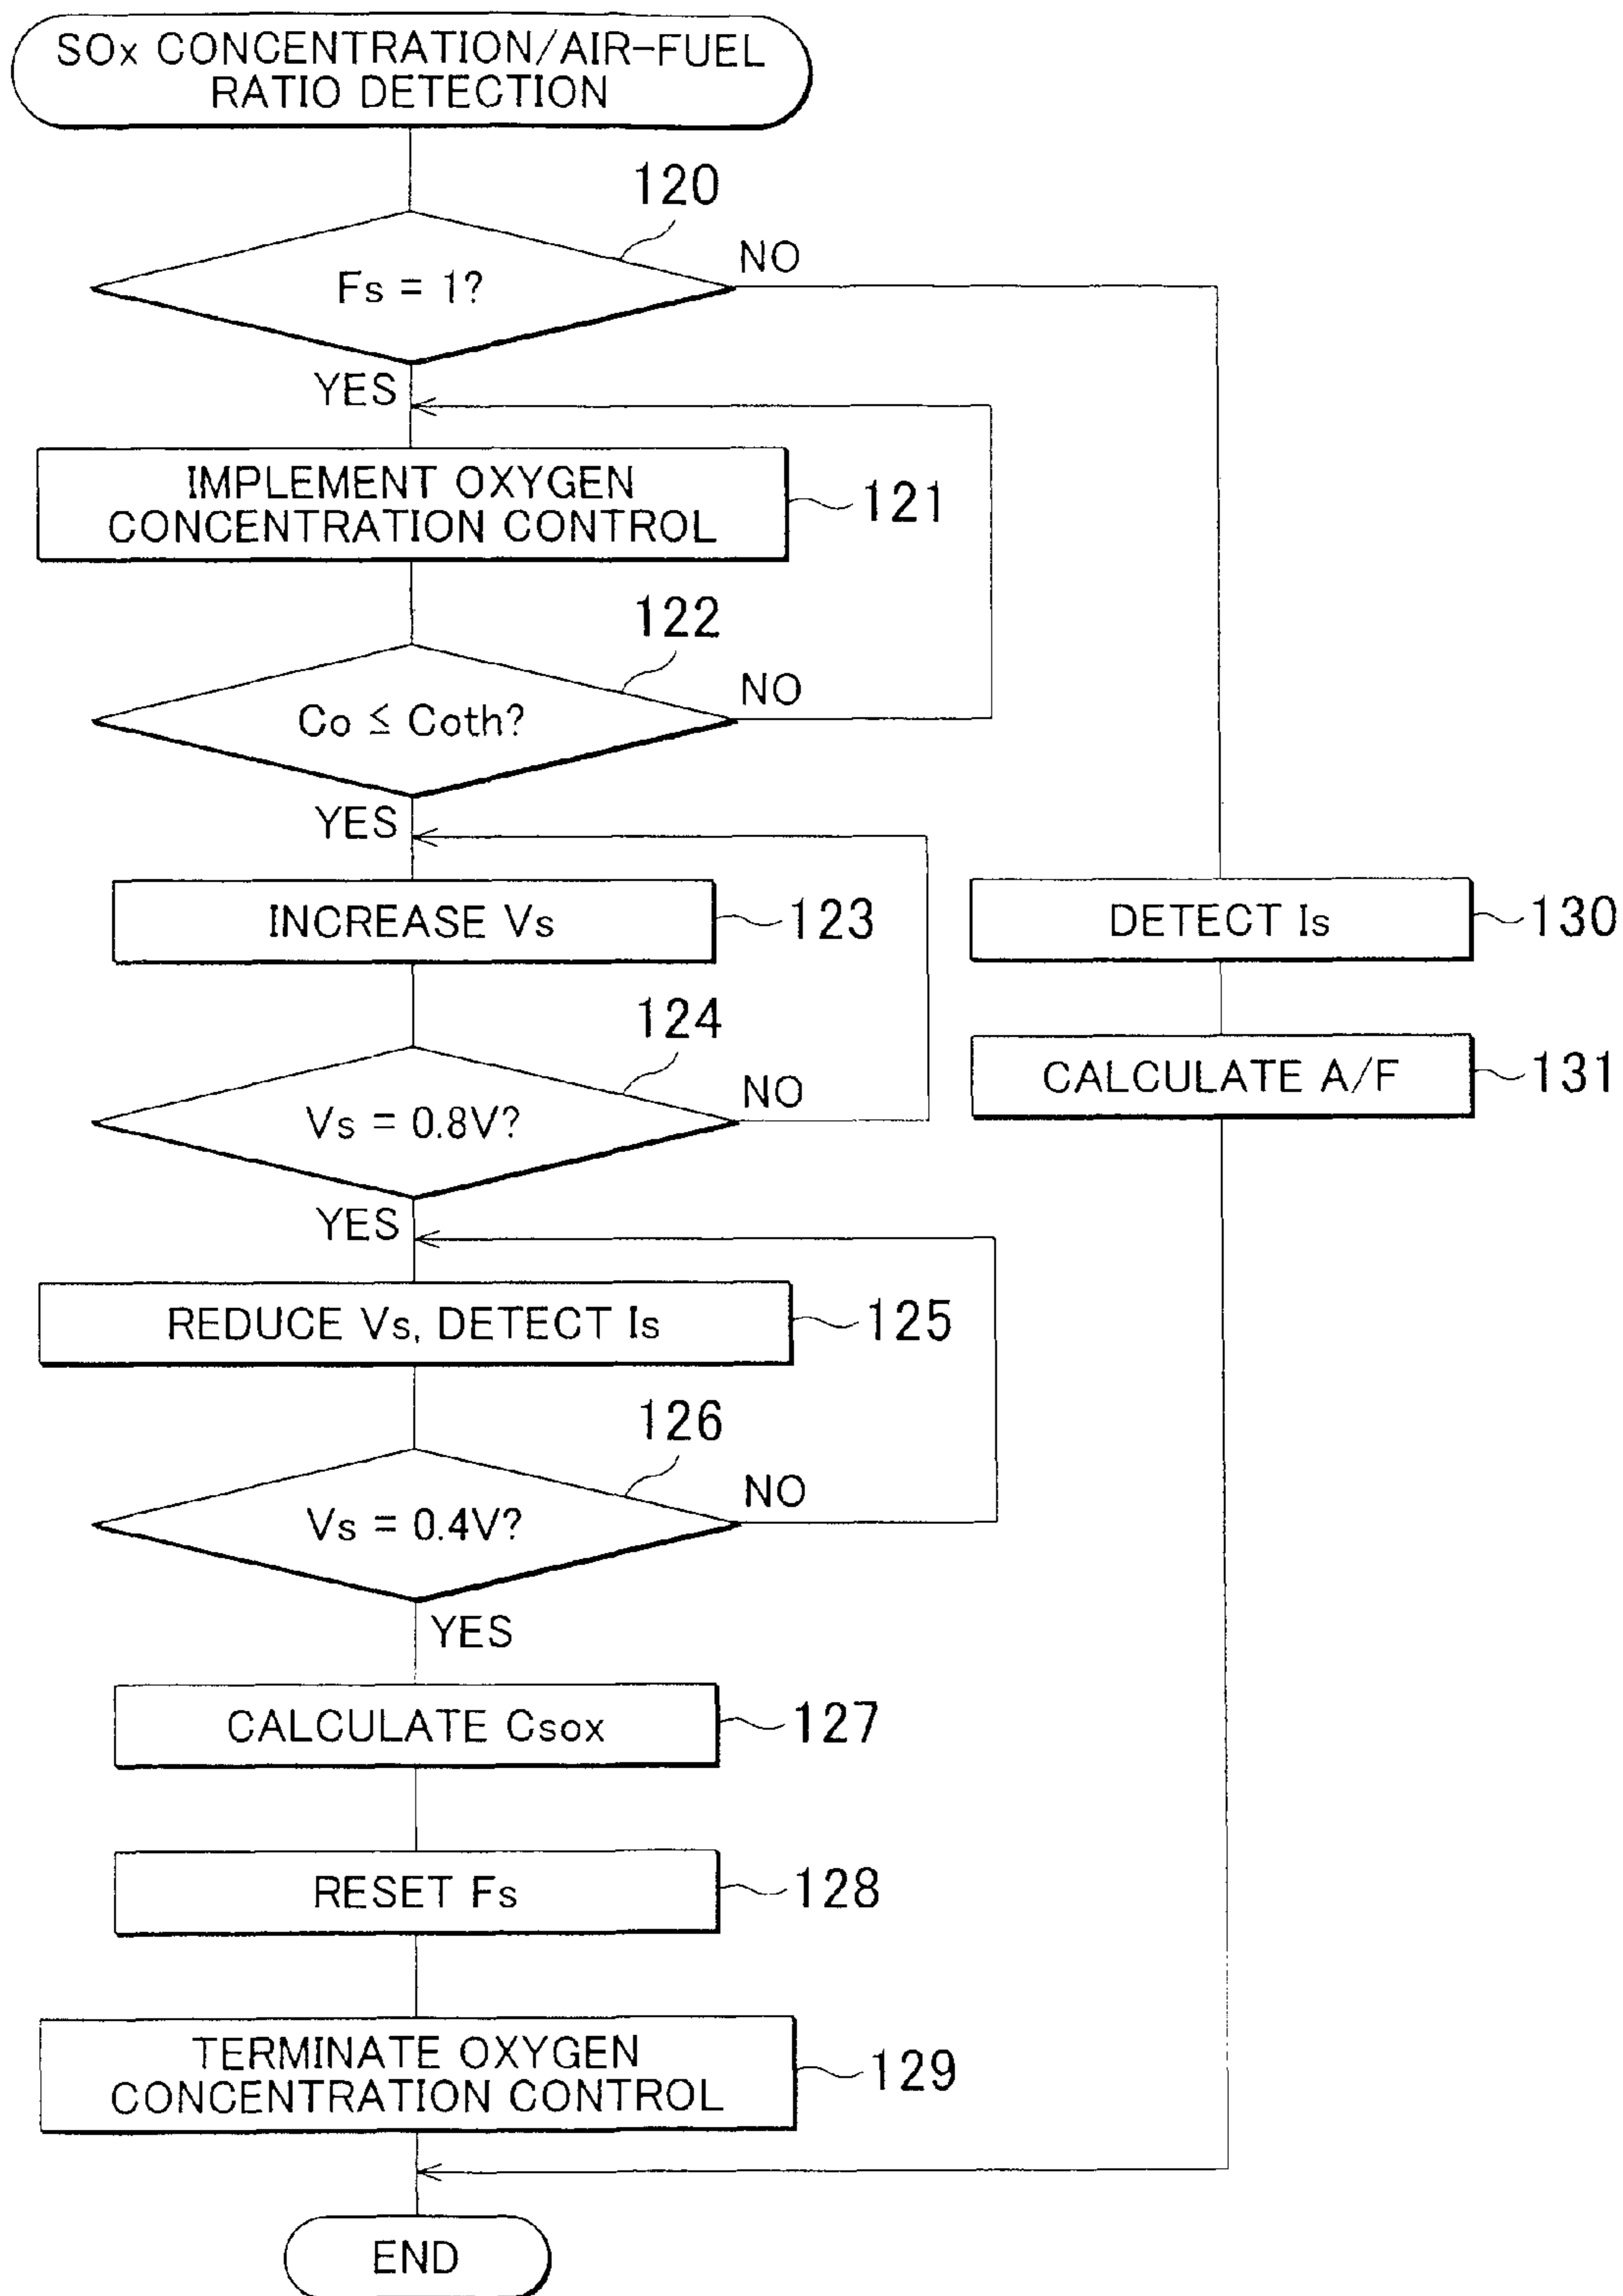 SOx CONCENTRATION/AIR-FUEL
RATIO DETECTION
120
Fs = 1?
NO
YES
IMPLEMENT OXYGEN
CONCENTRATION CONTROL
121
122
Co ≤ Coth?
NO
YES
INCREASE Vs
123
DETECT Is
130
124
Vs = 0.8V?
NO
CALCULATE A/F
131
YES
REDUCE Vs, DETECT Is
125
126
Vs = 0.4V?
NO
YES
CALCULATE Csox
127
RESET Fs
128
TERMINATE OXYGEN
CONCENTRATION CONTROL
129
END